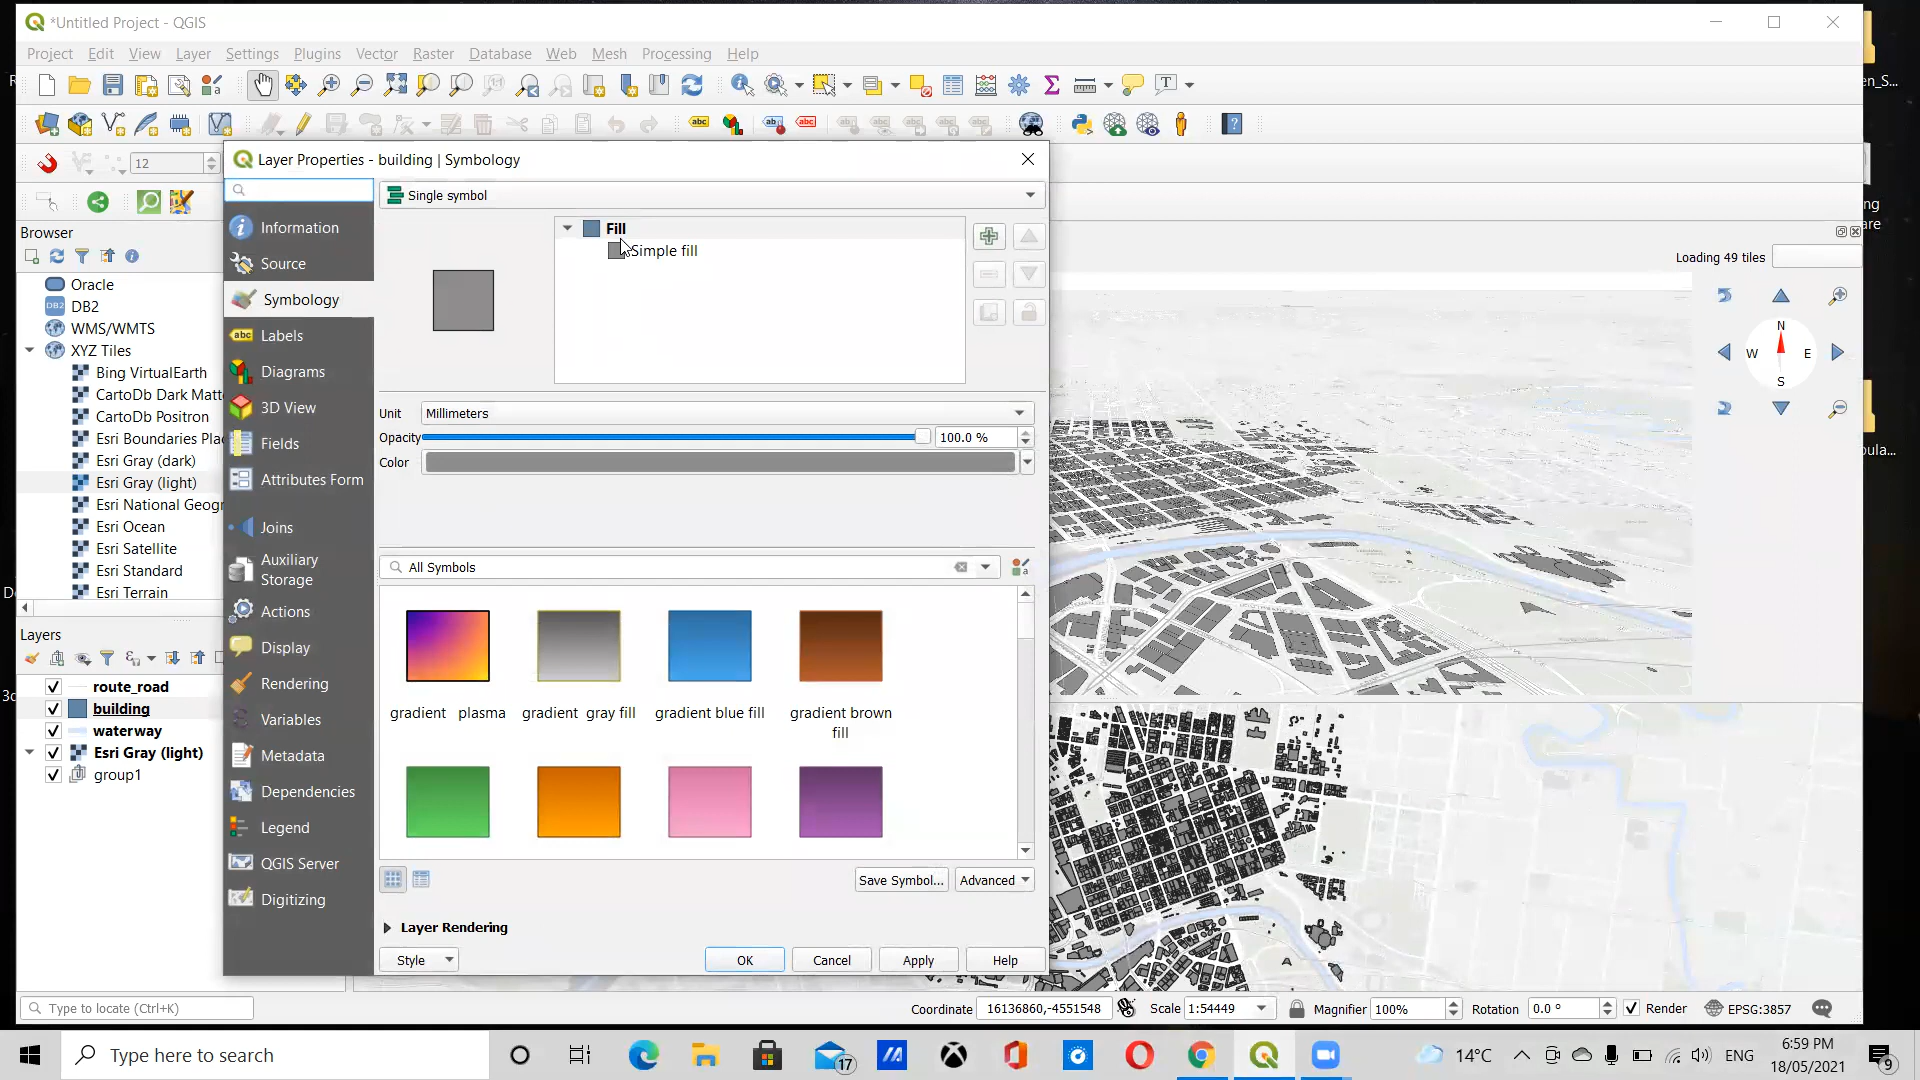 *Untitled Project - QGIS
Project Edit View Layer Settings Plugins Vector Raster Database Web Mesh Processing Help
12
Layer Properties - building | Symbology
Single symbol
Information
Source
Symbology
Labels
Diagrams
3D View
Fields
Attributes Form
Joins
Auxiliary
Storage
Actions
Display
Rendering
Variables
Metadata
Dependencies
Legend
QGIS Server
Digitizing
Fill
Simple fill
Unit Millimeters
Opacity 100.0 %
Color
All Symbols
gradient plasma
gradient gray fill
gradient blue fill
gradient brown
fill
Save Symbol...
Advanced
Layer Rendering
Style
OK
Cancel
Apply
Help
Browser
Oracle
DB2
WMS/WMTS
XYZ Tiles
Bing VirtualEarth
CartoDb Dark Matt
CartoDb Positron
Esri Boundaries Pla
Esri Gray (dark)
Esri Gray (light)
Esri National Geogr
Esri Ocean
Esri Satellite
Esri Standard
Esri Terrain
Layers
route_road
building
waterway
Esri Gray (light)
group1
Loading 49 tiles
N
W E
S
en_S...
ng
are
pula...
Type to locate (Ctrl+K)
Coordinate 16136860,-4551548 Scale 1:54449 Magnifier 100% Rotation 0.0 ° Render EPSG:3857
Type here to search
17
14°C
ENG
6:59 PM
18/05/2021
9